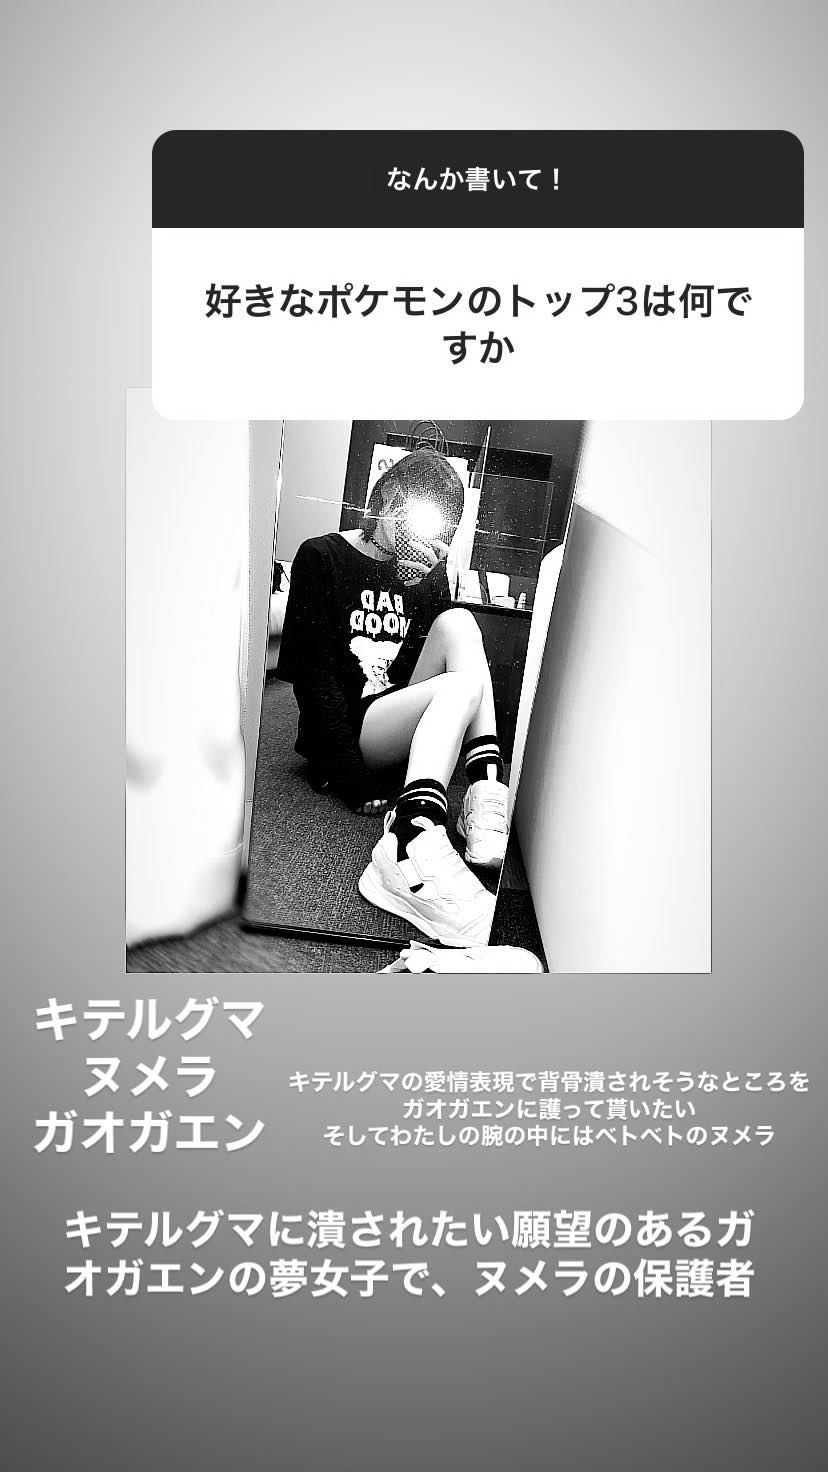 なんか書いて！
好きなポケモンのトップ3は何で
すか
BAD
MOOD
キテルグマ
ヌメラ
ガオガエン
キテルグマの愛情表現で背骨潰されそうなところを
ガオガエンに護って貰いたい
そしてわたしの腕の中にはベトベトのヌメラ
キテルグマに潰されたい願望のあるガ
オガエンの夢女子で、ヌメラの保護者